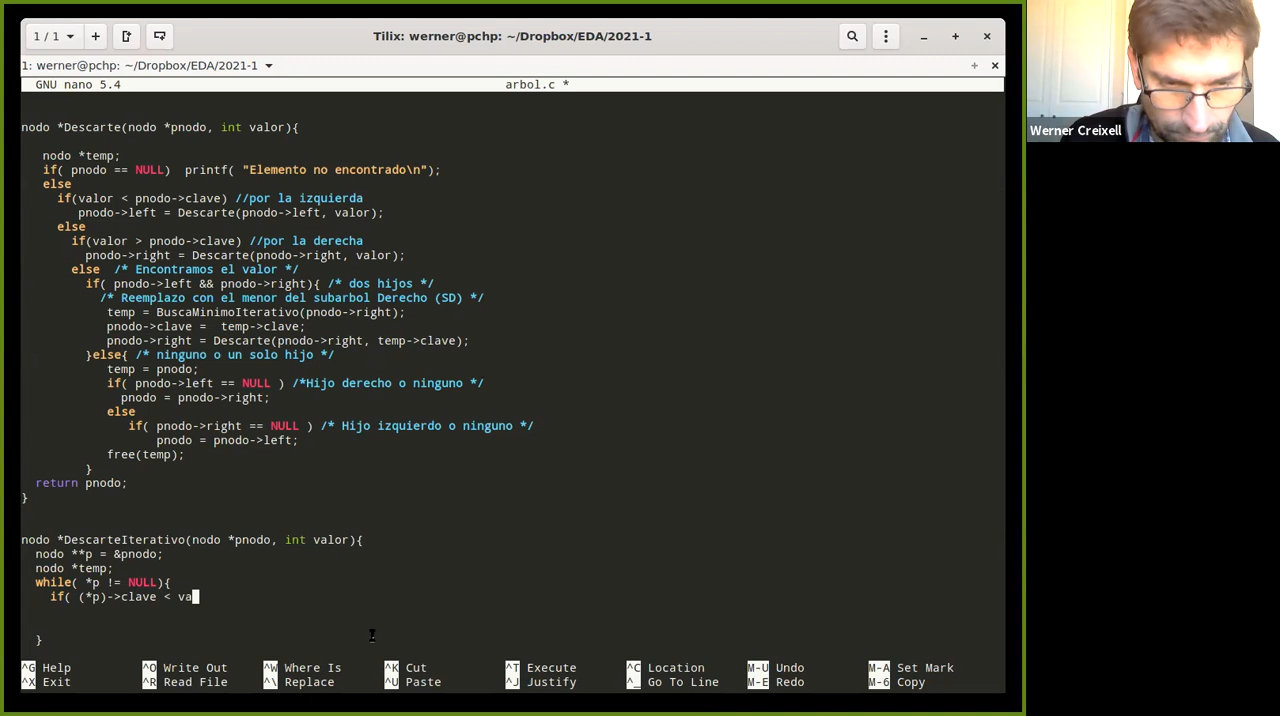 1 / 1
Tilix: werner@pchp: ~/Dropbox/EDA/2021-1
1: werner@pchp: ~/Dropbox/EDA/2021-1
GNU nano 5.4 arbol.c *
nodo *Descarte(nodo *pnodo, int valor){
nodo *temp;
if( pnodo == NULL)  printf( "Elemento no encontrado\n");
else
if(valor < pnodo->clave) //por la izquierda
pnodo->left = Descarte(pnodo->left, valor);
else
if(valor > pnodo->clave) //por la derecha
pnodo->right = Descarte(pnodo->right, valor);
else  /* Encontramos el valor */
if( pnodo->left && pnodo->right){ /* dos hijos */
/* Reemplazo con el menor del subarbol Derecho (SD) */
temp = BuscaMinimoIterativo(pnodo->right);
pnodo->clave =  temp->clave;
pnodo->right = Descarte(pnodo->right, temp->clave);
}else{ /* ninguno o un solo hijo */
temp = pnodo;
if( pnodo->left == NULL ) /*Hijo derecho o ninguno */
pnodo = pnodo->right;
else
if( pnodo->right == NULL ) /* Hijo izquierdo o ninguno */
pnodo = pnodo->left;
free(temp);
}
return pnodo;
}
nodo *DescarteIterativo(nodo *pnodo, int valor){
nodo **p = &pnodo;
nodo *temp;
while( *p != NULL){
if( (*p)->clave < va
}
^G Help ^O Write Out ^W Where Is ^K Cut ^T Execute ^C Location M-U Undo M-A Set Mark
^X Exit ^R Read File ^\ Replace ^U Paste ^J Justify ^_ Go To Line M-E Redo M-6 Copy
Werner Creixell